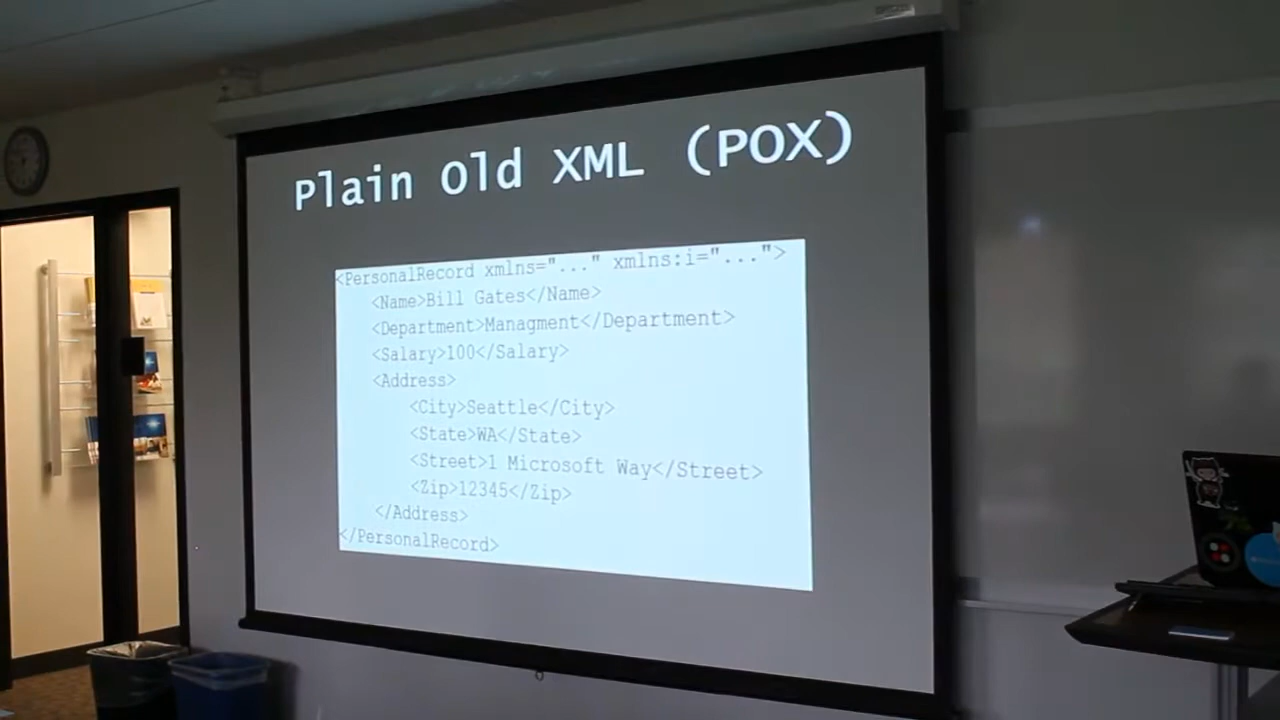 Plain Old XML (POX)
<PersonalRecord xmlns="..." xmlns:i="...">
<Name>Bill Gates</Name>
<Department>Managment</Department>
<Salary>100</Salary>
<Address>
<City>Seattle</City>
<State>WA</State>
<Street>1 Microsoft Way</Street>
<Zip>12345</Zip>
</Address>
</PersonalRecord>